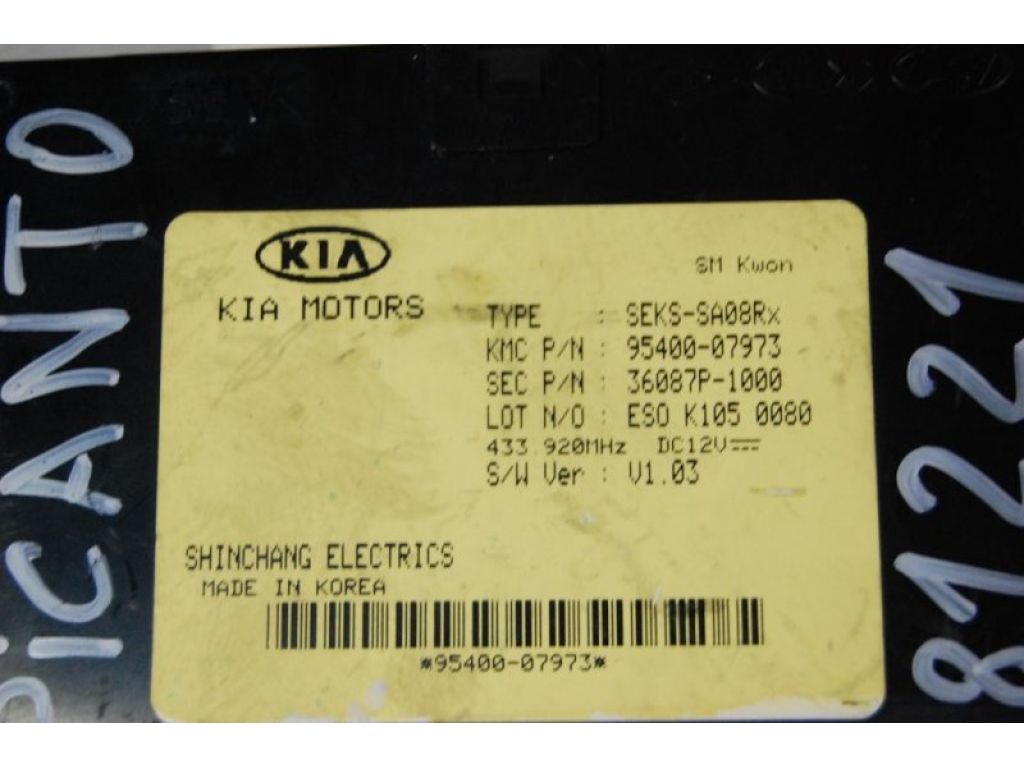 PiCANTO
KIA
KIA MOTORS
SM Kwon
TYPE : SEKS-SA08Rx
KMC P/N : 95400-07973
SEC P/N : 36087P-1000
LOT N/O : ESO K105 0080
433.920MHz DC12V
S/W Ver : V1.03
SHINCHANG ELECTRICS
MADE IN KOREA
*95400-07973*
81221